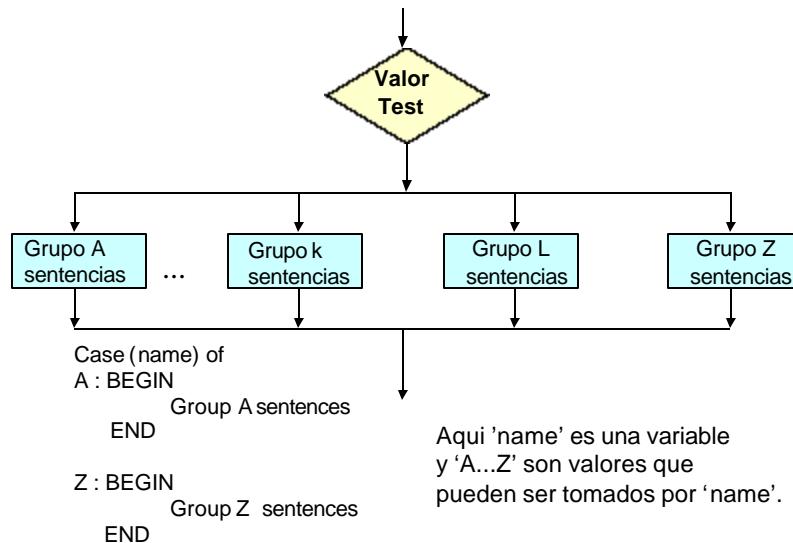 Valor
Test
Grupo A
sentencias
...
Grupo k
sentencias
Grupo L
sentencias
Grupo Z
sentencias
Case (name) of
A : BEGIN
Group A sentences
END
Z : BEGIN
Group Z sentences
END
Aqui 'name' es una variable
y 'A...Z' son valores que
pueden ser tomados por 'name'.